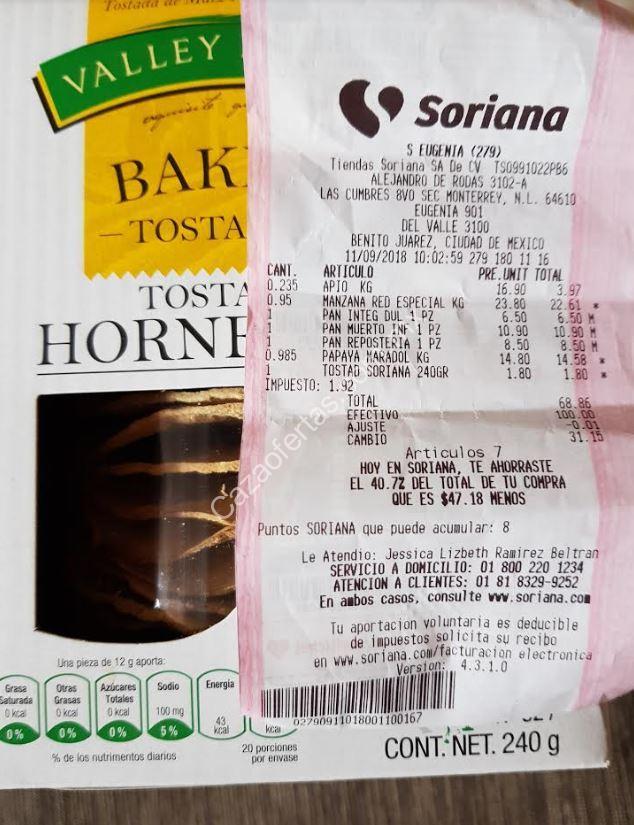 Tostada de
VALLEY
exquisite
BAK
– TOSTA
TOSTA
HORNE
Soriana
S EUGENIA (279)
Tiendas Soriana SA De CV TSO991022PB6
ALEJANDRO DE RODAS 3102-A
LAS CUMBRES 8VO SEC MONTERREY, N.L. 64610
EUGENIA 901
DEL VALLE 3100
BENITO JUAREZ, CIUDAD DE MEXICO
11/09/2018 10:02:59 279 180 11 16
CANT. ARTICULO PRE.UNIT TOTAL
0.235 APIO KG 16.90 3.97
0.95 MANZANA RED ESPECIAL KG 23.80 22.61 *
1 PAN INTEG DUL 1 PZ 6.50 6.50 M
1 PAN MUERTO INF 1 PZ 10.90 10.90 M
1 PAN REPOSTERIA 1 PZ 8.50 8.50 M
0.985 PAPAYA MARADOL KG 14.80 14.58 *
1 TOSTAD SORIANA 240GR 1.80 1.80 *
IMPUESTO: 1.92
TOTAL 68.86
EFECTIVO 100.00
AJUSTE -0.01
CAMBIO 31.15
Articulos 7
HOY EN SORIANA, TE AHORRASTE
EL 40.7% DEL TOTAL DE TU COMPRA
QUE ES $47.18 MENOS
Puntos SORIANA que puede acumular: 8
Le Atendio: Jessica Lizbeth Ramirez Beltran
SERVICIO A DOMICILIO: 01 800 220 1234
ATENCION A CLIENTES: 01 81 8329-9252
En ambos casos, consulte www.soriana.com
Tu aportacion voluntaria es deducible
de impuestos solicita su recibo
en www.soriana.com/facturacion electronica
Version: 4.3.1.0
02790911018001100167
Cazaofertas.com
Una pieza de 12 g aporta:
Grasa Saturada 0 kcal 0%
Otras Grasas 0 kcal 0%
Azúcares Totales 0 kcal 0%
Sodio 100 mg 5%
Energía 43 kcal
kcal
20 porciones por envase
% de los nutrimentos diarios
CONT. NET. 240 g